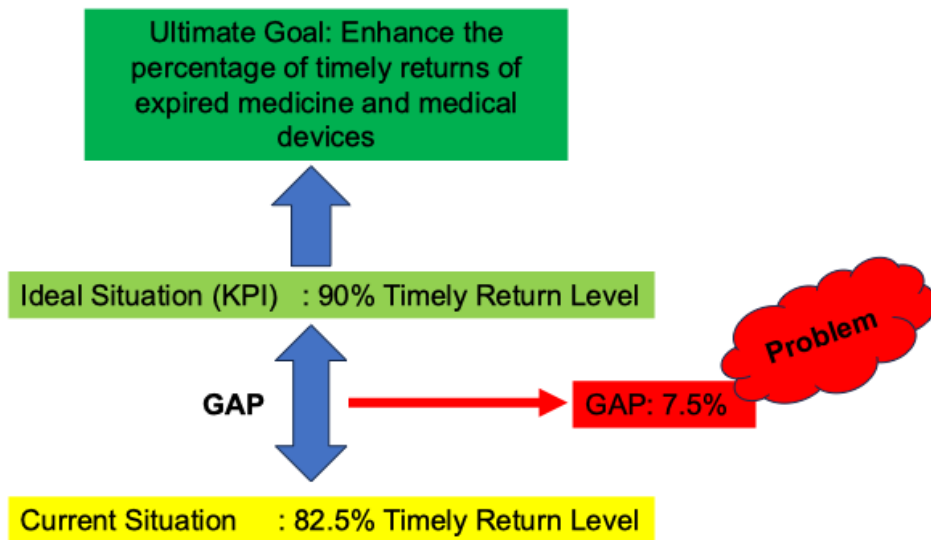 Ultimate Goal: Enhance the
percentage of timely returns of
expired medicine and medical
devices
Ideal Situation (KPI) : 90% Timely Return Level
Problem
GAP
GAP: 7.5%
Current Situation : 82.5% Timely Return Level